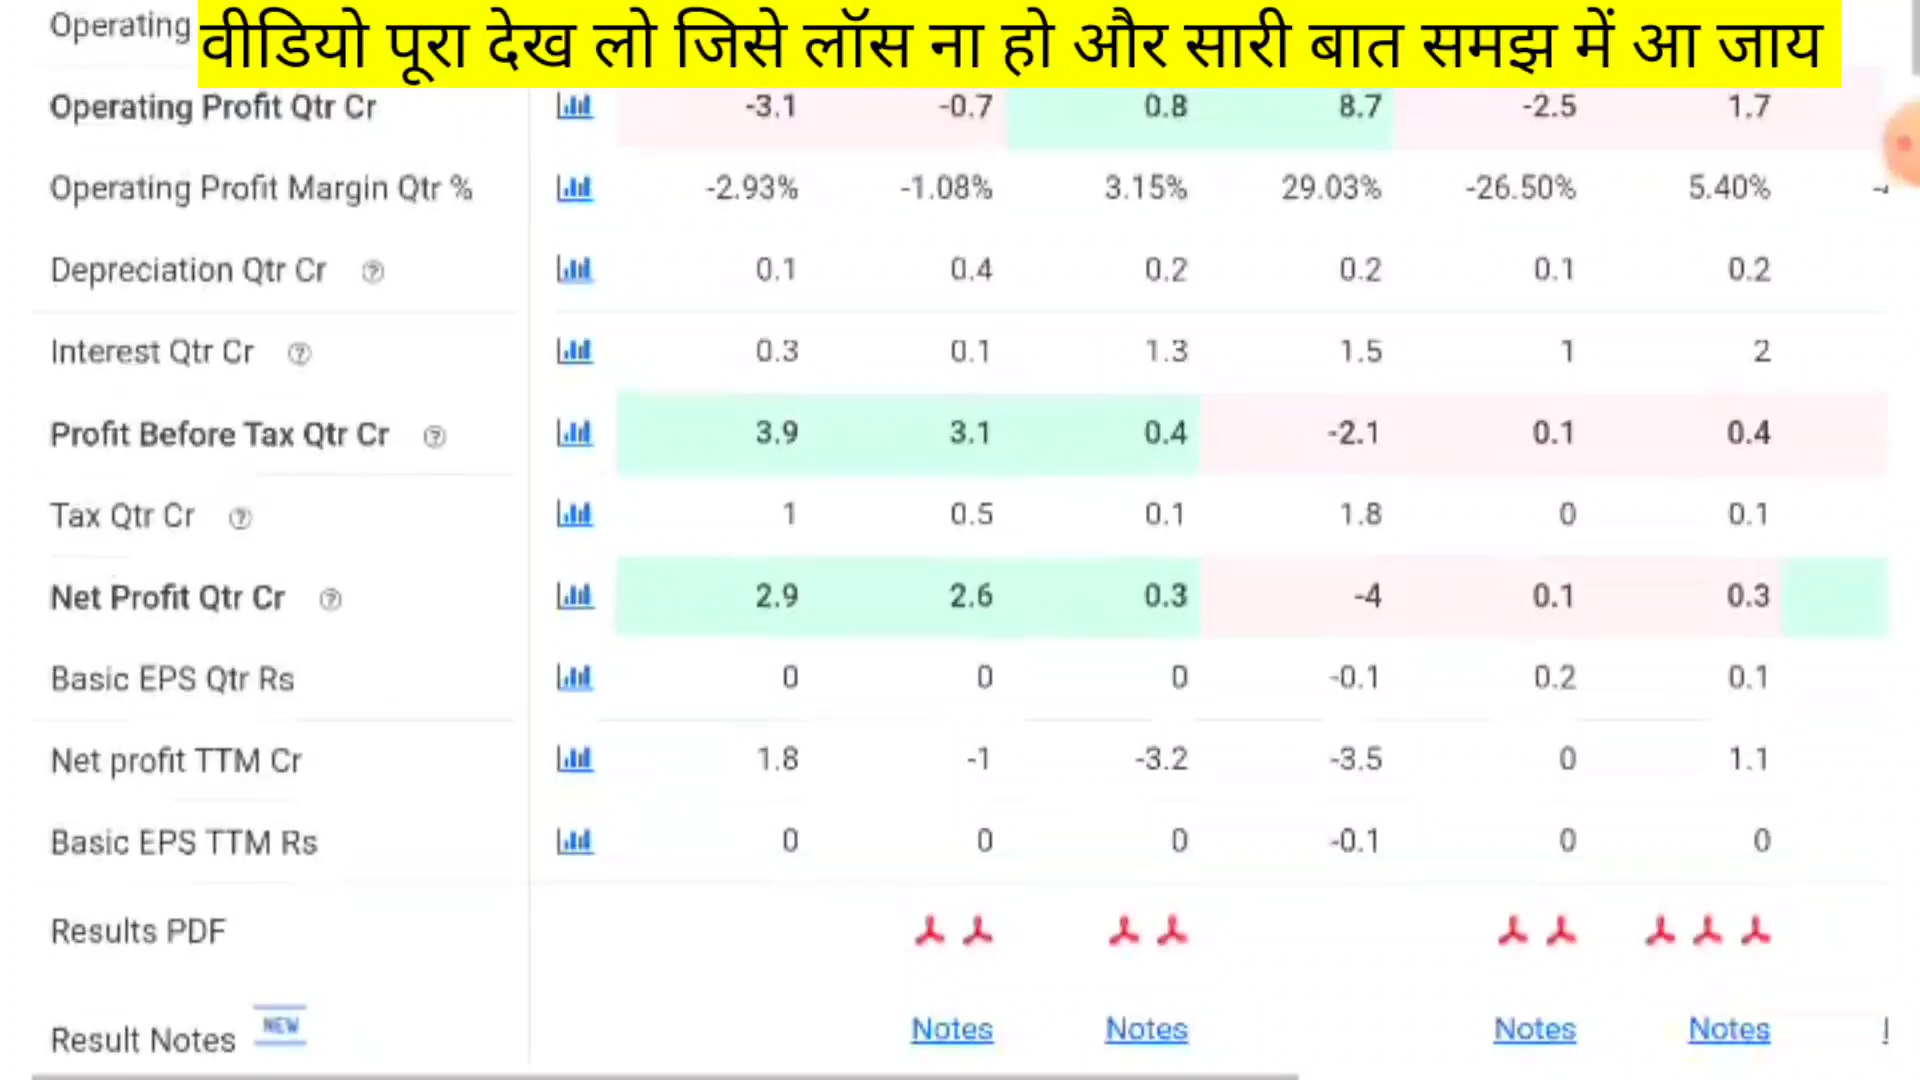 वीडियो पूरा देख लो जिसे लॉस ना हो और सारी बात समझ में आ जाय
Operating
Operating Profit Qtr Cr -3.1 -0.7 0.8 8.7 -2.5 1.7
Operating Profit Margin Qtr % -2.93% -1.08% 3.15% 29.03% -26.50% 5.40%
Depreciation Qtr Cr 0.1 0.4 0.2 0.2 0.1 0.2
Interest Qtr Cr 0.3 0.1 1.3 1.5 1 2
Profit Before Tax Qtr Cr 3.9 3.1 0.4 -2.1 0.1 0.4
Tax Qtr Cr 1 0.5 0.1 1.8 0 0.1
Net Profit Qtr Cr 2.9 2.6 0.3 -4 0.1 0.3
Basic EPS Qtr Rs 0 0 0 -0.1 0.2 0.1
Net profit TTM Cr 1.8 -1 -3.2 -3.5 0 1.1
Basic EPS TTM Rs 0 0 0 -0.1 0 0
Results PDF
Result Notes NEW Notes Notes Notes Notes